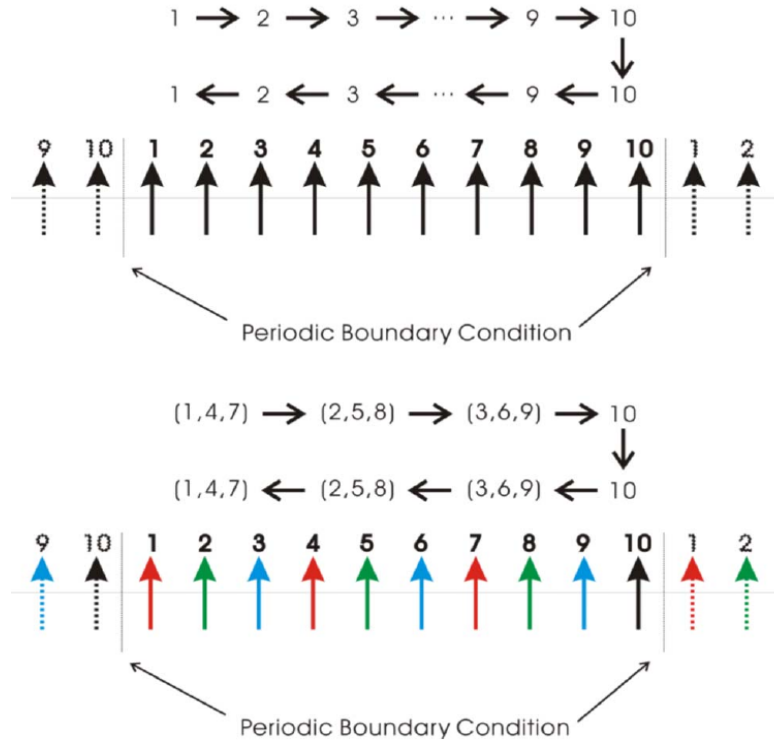 1 → 2 → 3 → ··· → 9 → 10
↓
1 ← 2 ← 3 ← ··· ← 9 ← 10
9 10 1 2 3 4 5 6 7 8 9 10 1 2
Periodic Boundary Condition
(1,4,7) → (2,5,8) → (3,6,9) → 10
↓
(1,4,7) ← (2,5,8) ← (3,6,9) ← 10
9 10 1 2 3 4 5 6 7 8 9 10 1 2
Periodic Boundary Condition